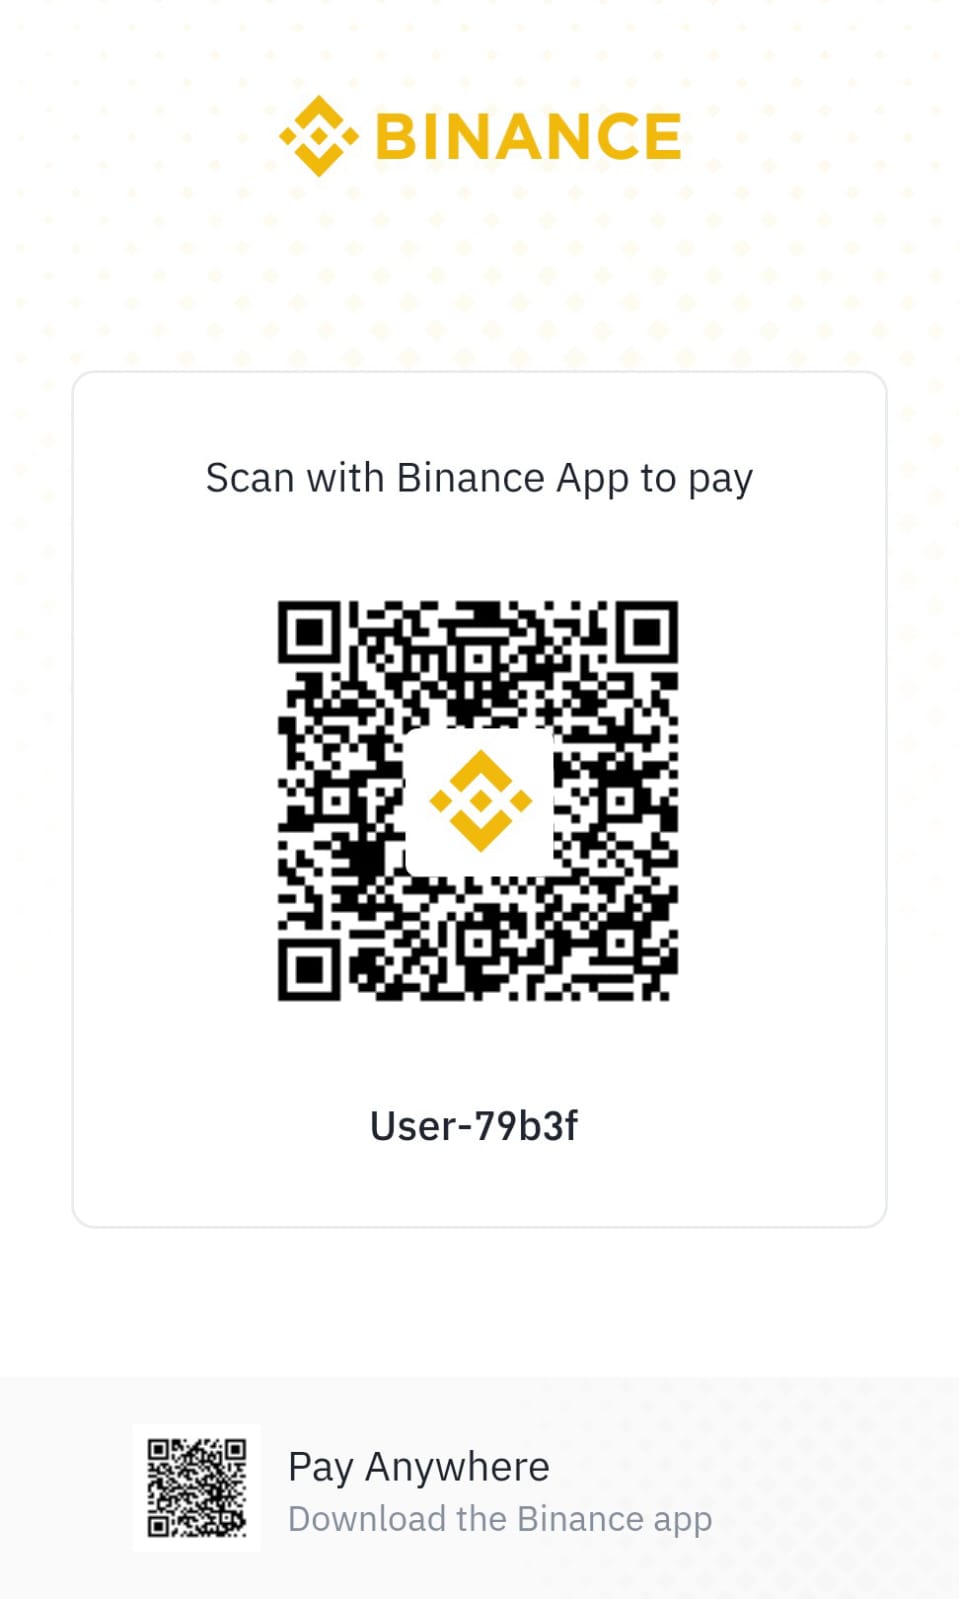 BINANCE
Scan with Binance App to pay
User-79b3f
Pay Anywhere
Download the Binance app